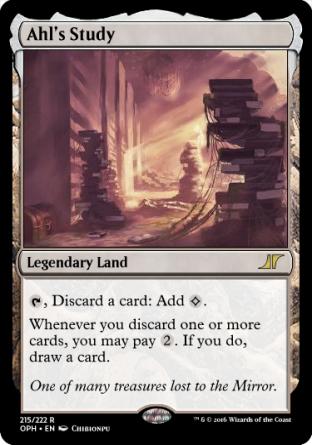 Ahl's Study
Legendary Land
, Discard a card: Add .
Whenever you discard one or more
cards, you may pay 2. If you do,
draw a card.
One of many treasures lost to the Mirror.
215/222 R
OPH • EN CHIBIONPU
™ & © 2016 Wizards of the Coast